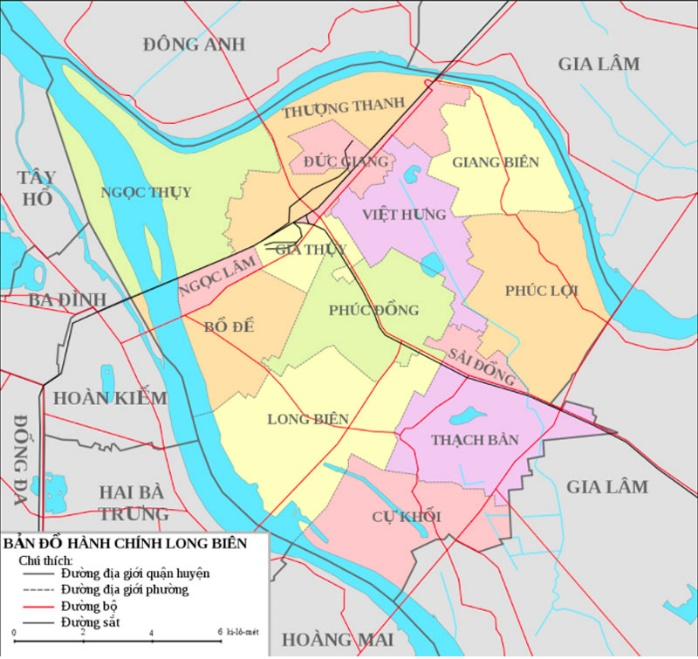 ĐÔNG ANH
GIA LÂM
THƯỢNG THANH
ĐỨC GIANG
GIANG BIÊN
TÂY
HỒ
NGỌC THỤY
VIỆT HƯNG
GIA THỤY
NGỌC LÂM
PHÚC LỢI
BA ĐÌNH
BỒ ĐỀ
PHÚC ĐỒNG
SÀI ĐỒNG
HOÀN KIẾM
LONG BIÊN
THẠCH BÀN
ĐỐNG ĐA
HAI BÀ
TRƯNG
GIA LÂM
CỰ KHỐI
BẢN ĐỒ HÀNH CHÍNH LONG BIÊN
Chú thích:
Đường địa giới quận huyện
Đường địa giới phường
Đường bộ
Đường sắt
0 2 4 6 ki-lô-mét
HOÀNG MAI